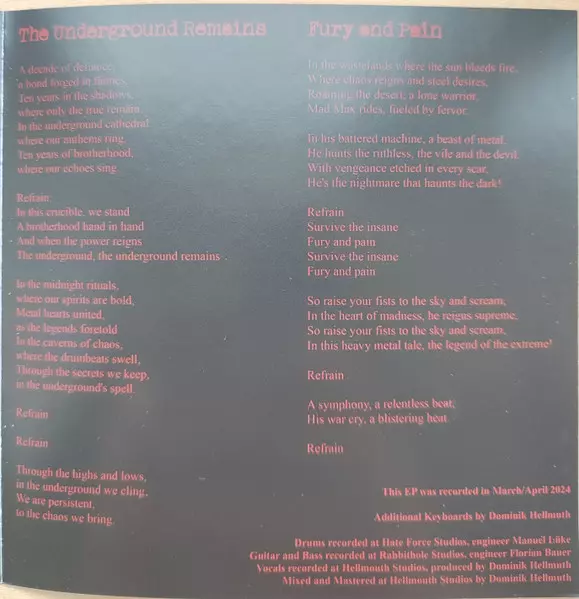 The Underground Remains
A decade of defiance,
a bond forged in flames,
Ten years in the shadows,
where only the true remain.
In the underground cathedral
where our anthems ring,
Ten years of brotherhood,
where our echoes sing.
Refrain
In this crucible, we stand
A brotherhood hand in hand
And when the power reigns
The underground, the underground remains
In the midnight rituals,
where our spirits are bold,
Metal hearts united,
as the legends foretold
In the caverns of chaos,
where the drumbeats swell,
Through the secrets we keep,
in the underground's spell.
Refrain
Refrain
Through the highs and lows,
in the underground we cling,
We are persistent,
to the chaos we bring.
Fury and Pain
In the wastelands where the sun bleeds fire,
Where chaos reigns and steel desires,
Roaming the desert, a lone warrior,
Mad Max rides, fueled by fervor.
In his battered machine, a beast of metal,
He hunts the ruthless, the vile and the devil.
With vengeance etched in every scar,
He's the nightmare that haunts the dark!
Refrain
Survive the insane
Fury and pain
Survive the insane
Fury and pain
So raise your fists to the sky and scream,
In the heart of madness, he reigns supreme,
So raise your fists to the sky and scream,
In this heavy metal tale, the legend of the extreme!
Refrain
A symphony, a relentless beat,
His war cry, a blistering heat.
Refrain
This EP was recorded in March/April 2024
Additional Keyboards by Dominik Hellmuth
Drums recorded at Hate Force Studios, engineer Manuel Lüke
Guitar and Bass recorded at Rabbithole Studios, engineer Florian Bauer
Vocals recorded at Hellmouth Studios, produced by Dominik Hellmuth
Mixed and Mastered at Hellmouth Studios by Dominik Hellmuth